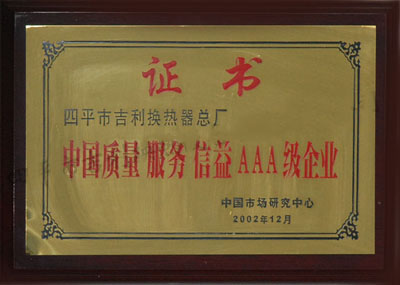 证书
四平市吉利换热器总厂
中国质量 服务 信益 AAA 级企业
中国市场研究中心
2002年12月